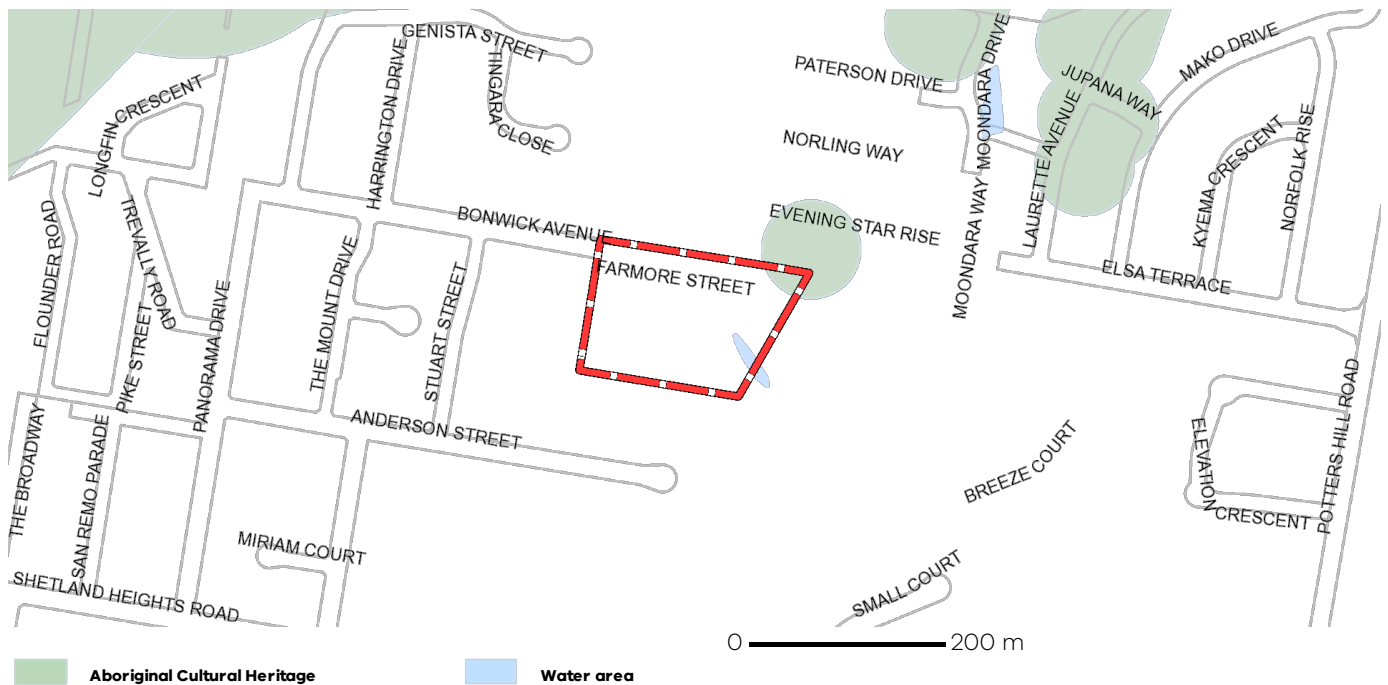 GENISTA STREET
TINGARA CLOSE
HARRINGTON DRIVE
LONGFIN CRESCENT
PATERSON DRIVE
MOONDARA DRIVE
JUPANA WAY
MAKO DRIVE
NORLING WAY
LAURETTE AVENUE
KYEMA CRESCENT
NORFOLK RISE
FLOUNDER ROAD
TREVALLY ROAD
BONWICK AVENUE
EVENING STAR RISE
MOONDARA WAY
FARMORE STREET
ELSA TERRACE
PIKE STREET
PANORAMA DRIVE
THE MOUNT DRIVE
STUART STREET
ANDERSON STREET
THE BROADWAY
SAN REMO PARADE
BREEZE COURT
ELEVATION CRESCENT
POTTERS HILL ROAD
MIRIAM COURT
SHETLAND HEIGHTS ROAD
SMALL COURT
0 200 m
Aboriginal Cultural Heritage
Water area